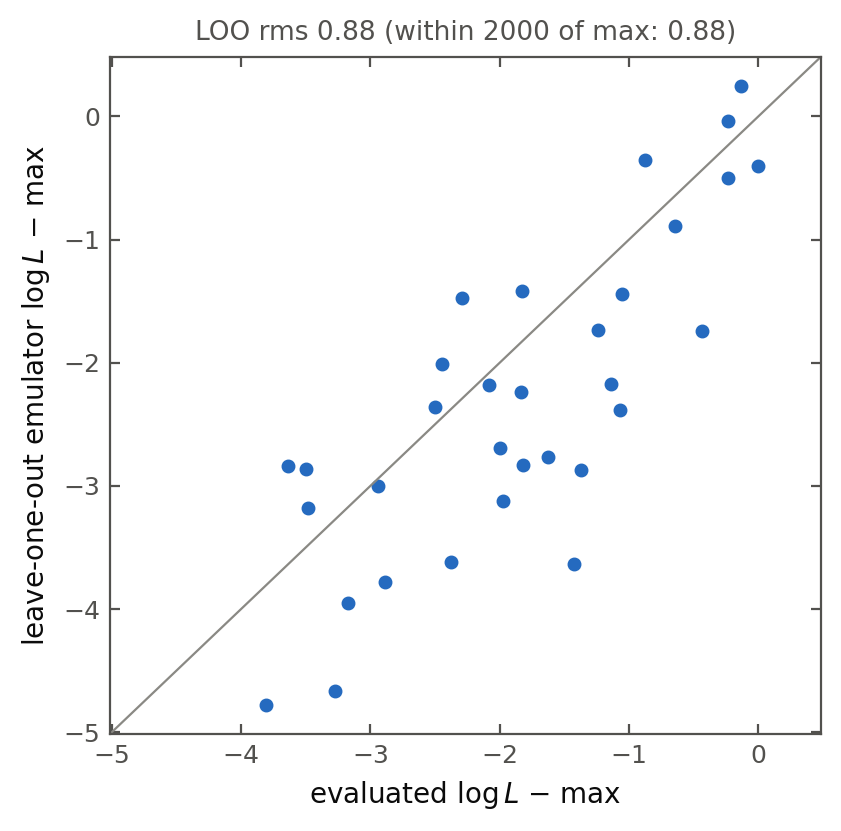 LOO rms 0.88 (within 2000 of max: 0.88)
leave-one-out emulator log L − max
0
−1
−2
−3
−4
−5
−5 −4 −3 −2 −1 0
evaluated log L − max